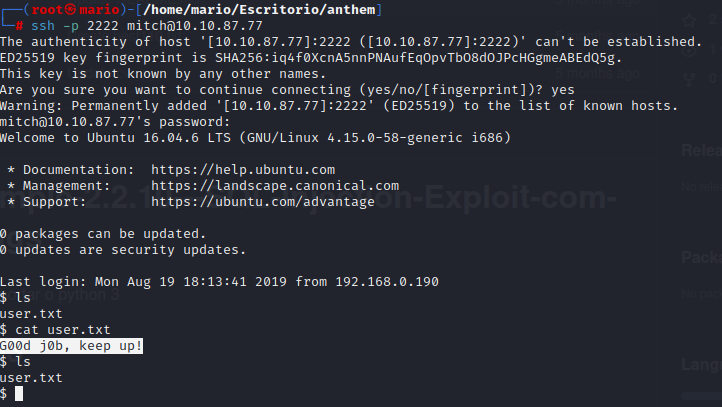 ┌──(root㉿mario)-[/home/mario/Escritorio/anthem]
└─# ssh -p 2222 mitch@10.10.87.77
The authenticity of host '[10.10.87.77]:2222 ([10.10.87.77]:2222)' can't be established.
ED25519 key fingerprint is SHA256:iq4f0XcnA5nnPNAufEqOpvTbO8dOJPcHGgmeABEdQ5g.
This key is not known by any other names.
Are you sure you want to continue connecting (yes/no/[fingerprint])? yes
Warning: Permanently added '[10.10.87.77]:2222' (ED25519) to the list of known hosts.
mitch@10.10.87.77's password:
Welcome to Ubuntu 16.04.6 LTS (GNU/Linux 4.15.0-58-generic i686)
* Documentation: https://help.ubuntu.com
* Management: https://landscape.canonical.com
* Support: https://ubuntu.com/advantage
0 packages can be updated.
0 updates are security updates.
Last login: Mon Aug 19 18:13:41 2019 from 192.168.0.190
$ ls
user.txt
$ cat user.txt
G00d j0b, keep up!
$ ls
user.txt
$